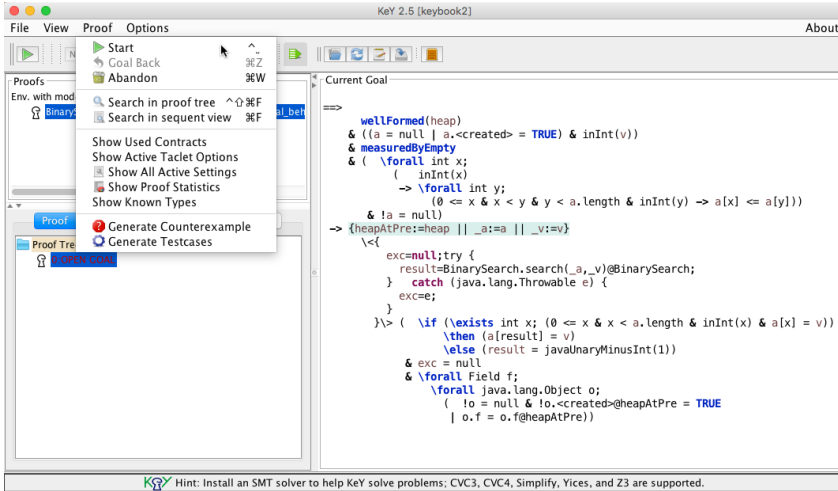 KeY 2.5 [keybook2]
File View Proof Options About
Start ^..
Goal Back ⌘Z
Abandon ⌘W
Search in proof tree ^⇧⌘F
Search in sequent view ⌘F
Show Used Contracts
Show Active Taclet Options
Show All Active Settings
Show Proof Statistics
Show Known Types
Generate Counterexample
Generate Testcases
Proofs
Env. with mod
Proof
Proof Tre
0:OPEN GOAL
Current Goal
==>
wellFormed(heap)
& ((a = null | a.<created> = TRUE) & inInt(v))
& measuredByEmpty
& ( \forall int x;
( inInt(x)
-> \forall int y;
(0 <= x & x < y & y < a.length & inInt(y) -> a[x] <= a[y]))
& !a = null)
-> {heapAtPre:=heap || _a:=a || _v:=v}
\<{
exc=null;try {
result=BinarySearch.search(_a,_v)@BinarySearch;
} catch (java.lang.Throwable e) {
exc=e;
}
}\> ( \if (\exists int x; (0 <= x & x < a.length & inInt(x) & a[x] = v))
\then (a[result] = v)
\else (result = javaUnaryMinusInt(1))
& exc = null
& \forall Field f;
\forall java.lang.Object o;
( !o = null & !o.<created>@heapAtPre = TRUE
| o.f = o.f@heapAtPre))
KeY Hint: Install an SMT solver to help KeY solve problems; CVC3, CVC4, Simplify, Yices, and Z3 are supported.